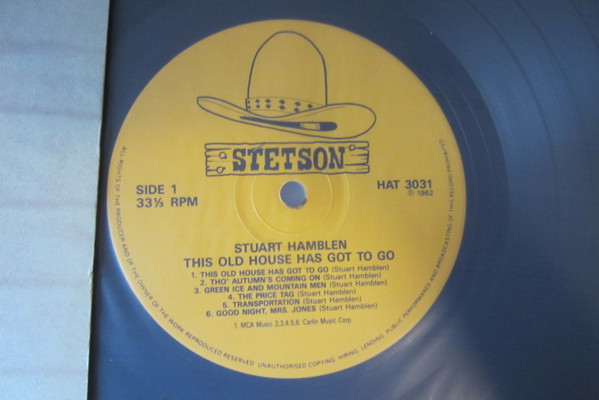 STETSON
SIDE 1
33⅓ RPM
HAT 3031
℗ 1962
STUART HAMBLEN
THIS OLD HOUSE HAS GOT TO GO
1. THIS OLD HOUSE HAS GOT TO GO (Stuart Hamblen)
2. THO' AUTUMN'S COMING ON (Stuart Hamblen)
3. GREEN ICE AND MOUNTAIN MEN (Stuart Hamblen)
4. THE PRICE TAG (Stuart Hamblen)
5. TRANSPORTATION (Stuart Hamblen)
6. GOOD NIGHT, MRS. JONES (Stuart Hamblen)
1. MCA Music 2,3,4,5,6. Carlin Music Corp.
ALL RIGHTS OF THE PRODUCER AND OF THE OWNER OF THE WORK REPRODUCED RESERVED. UNAUTHORISED COPYING, HIRING, LENDING, PUBLIC PERFORMANCE AND BROADCASTING OF THIS RECORD PROHIBITED